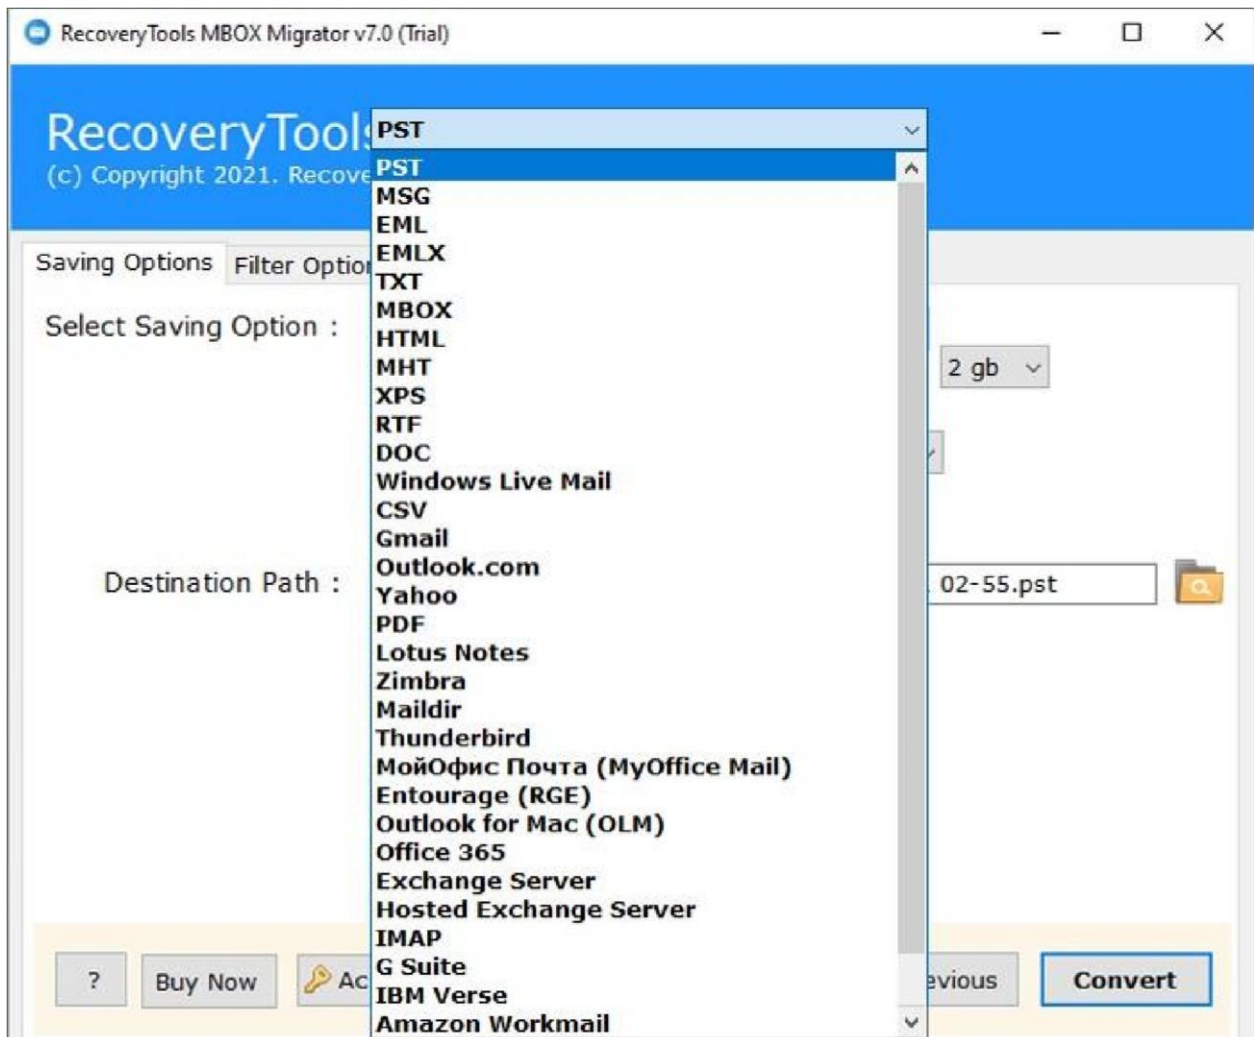 RecoveryTools MBOX Migrator v7.0 (Trial)
RecoveryTools
(c) Copyright 2021. Recove
PST
PST
MSG
EML
EMLX
TXT
MBOX
HTML
MHT
XPS
RTF
DOC
Windows Live Mail
CSV
Gmail
Outlook.com
Yahoo
PDF
Lotus Notes
Zimbra
Maildir
Thunderbird
МойОфис Почта (MyOffice Mail)
Entourage (RGE)
Outlook for Mac (OLM)
Office 365
Exchange Server
Hosted Exchange Server
IMAP
G Suite
IBM Verse
Amazon Workmail
Saving Options
Filter Option
Select Saving Option :
2 gb
Destination Path :
02-55.pst
?
Buy Now
Ac
evious
Convert